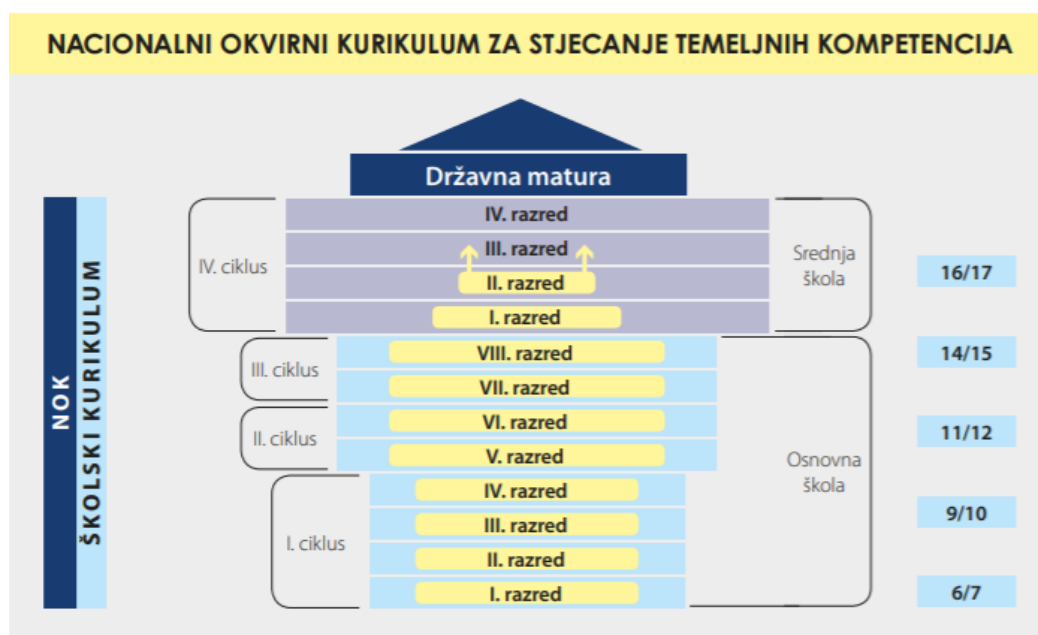 NACIONALNI OKVIRNI KURIKULUM ZA STJECANJE TEMELJNIH KOMPETENCIJA
Državna matura
NOK
ŠKOLSKI KURIKULUM
IV. ciklus
IV. razred
III. razred
II. razred
I. razred
Srednja
škola
16/17
III. ciklus
VIII. razred
VII. razred
14/15
II. ciklus
VI. razred
V. razred
11/12
Osnovna
škola
I. ciklus
IV. razred
III. razred
II. razred
I. razred
9/10
6/7